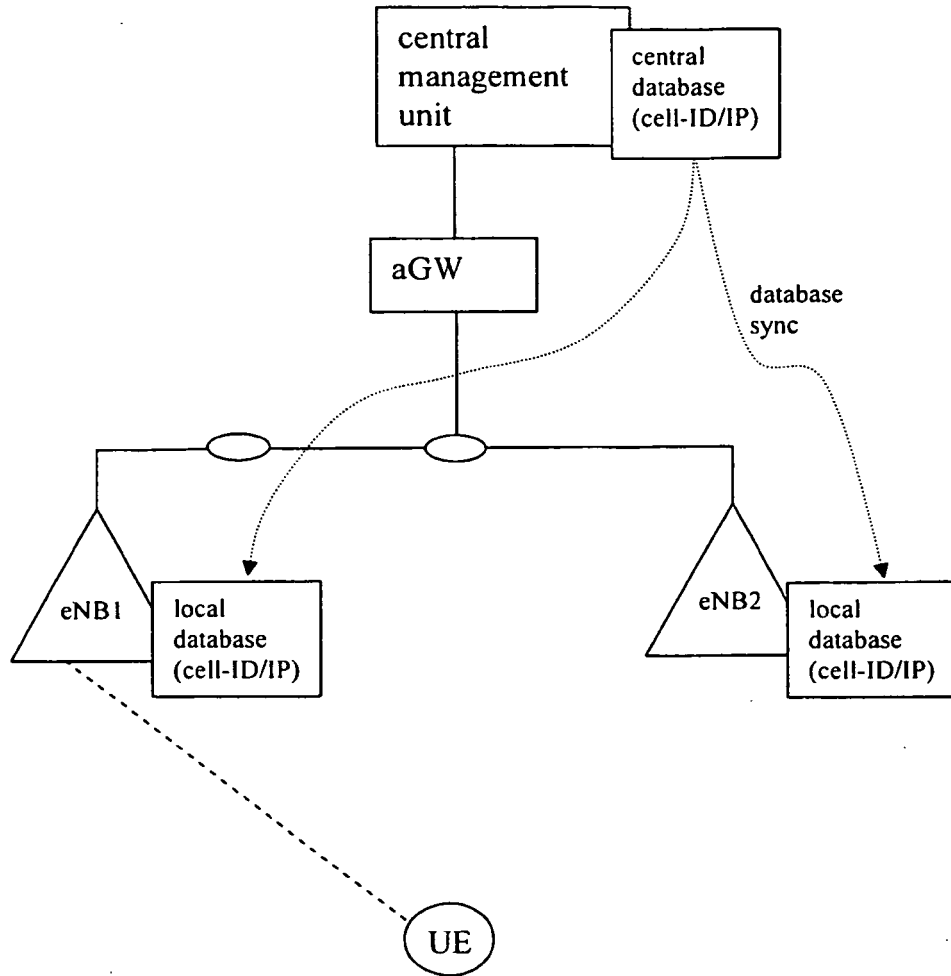 central
management
unit
central
database
(cell-ID/IP)
aGW
database
sync
eNB1
local
database
(cell-ID/IP)
eNB2
local
database
(cell-ID/IP)
UE